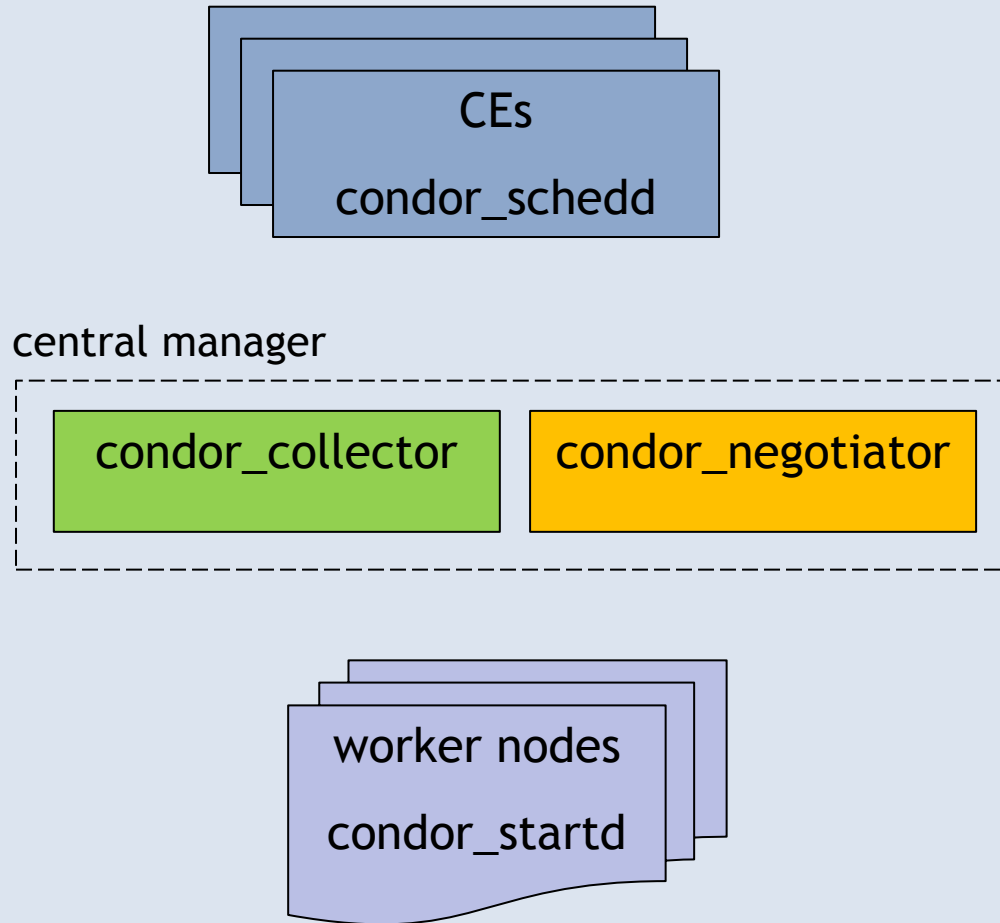 CEs
condor_schedd
central manager
condor_collector
condor_negotiator
worker nodes
condor_startd